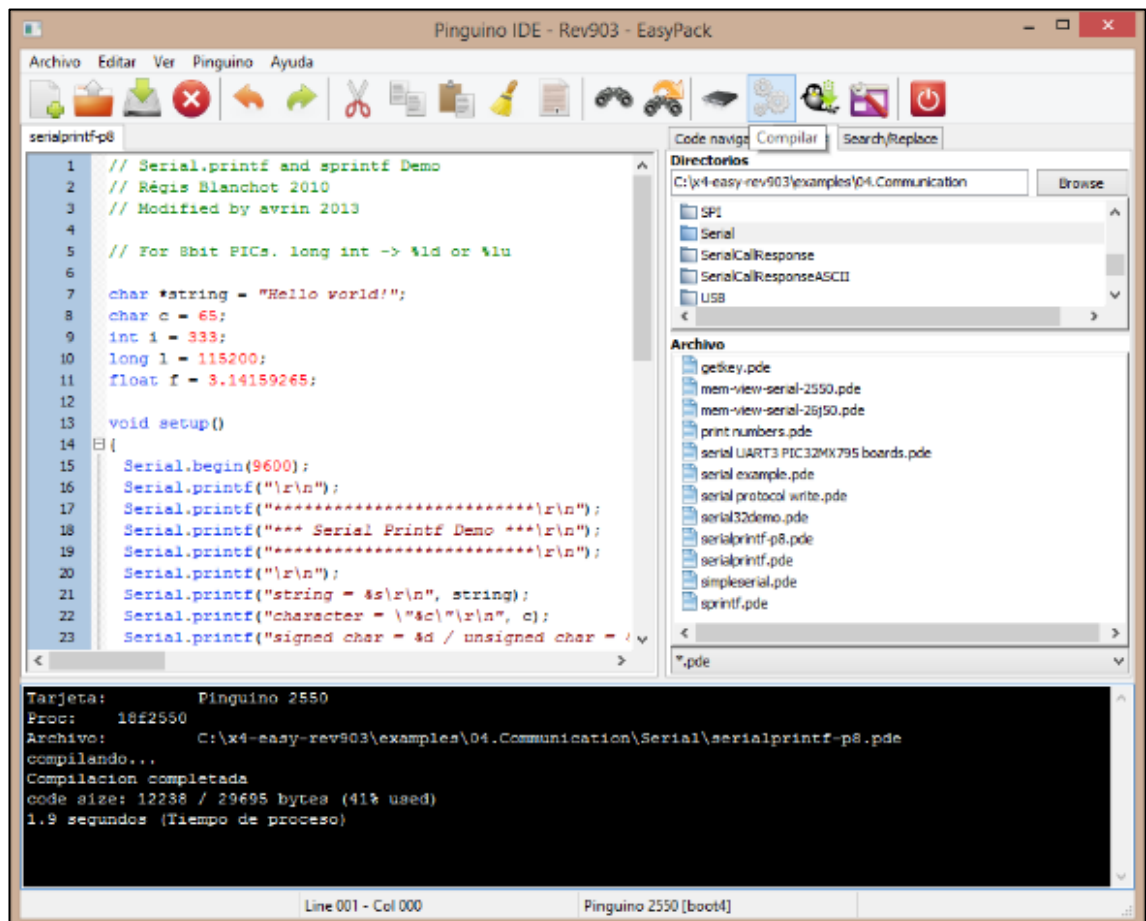 Pinguino IDE - Rev903 - EasyPack
Archivo Editar Ver Pinguino Ayuda
serialprintf-p8
Code naviga
Compilar
Search/Replace
1 // Serial.printf and sprintf Demo
2 // Régis Blanchot 2010
3 // Modified by avrin 2013
4
5 // For 8bit PICs. long int -> %ld or %lu
6
7 char *string = "Hello world!";
8 char c = 65;
9 int i = 333;
10 long l = 115200;
11 float f = 3.14159265;
12
13 void setup()
14 {
15 Serial.begin(9600);
16 Serial.printf("\r\n");
17 Serial.printf("**************************\r\n");
18 Serial.printf("*** Serial Printf Demo ***\r\n");
19 Serial.printf("**************************\r\n");
20 Serial.printf("\r\n");
21 Serial.printf("string = %s\r\n", string);
22 Serial.printf("character = \"%c\"\r\n", c);
23 Serial.printf("signed char = %d / unsigned char =
Directorios
C:\x4-easy-rev903\examples\04.Communication
Browse
SPI
Serial
SerialCallResponse
SerialCallResponseASCII
USB
Archivo
getkey.pde
mem-view-serial-2550.pde
mem-view-serial-26j50.pde
print numbers.pde
serial UART3 PIC32MX795 boards.pde
serial example.pde
serial protocol write.pde
serial32demo.pde
serialprintf-p8.pde
serialprintf.pde
simpleserial.pde
sprintf.pde
*.pde
Tarjeta: Pinguino 2550
Proc: 18f2550
Archivo: C:\x4-easy-rev903\examples\04.Communication\Serial\serialprintf-p8.pde
compilando...
Compilacion completada
code size: 12238 / 29695 bytes (41% used)
1.9 segundos (Tiempo de proceso)
Line 001 - Col 000
Pinguino 2550 [boot4]